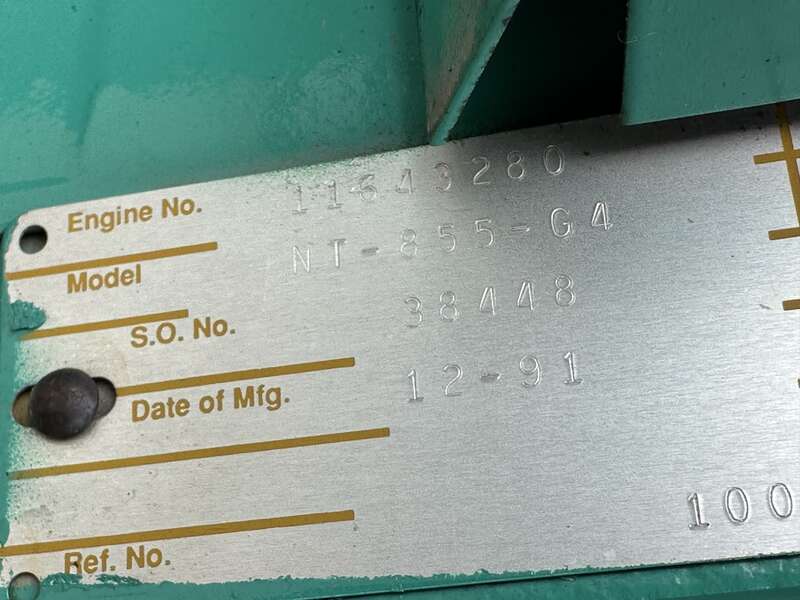 Engine No. 11643280
Model NT-855-G4
S.O. No. 38448
Date of Mfg. 12-91
100
Ref. No.